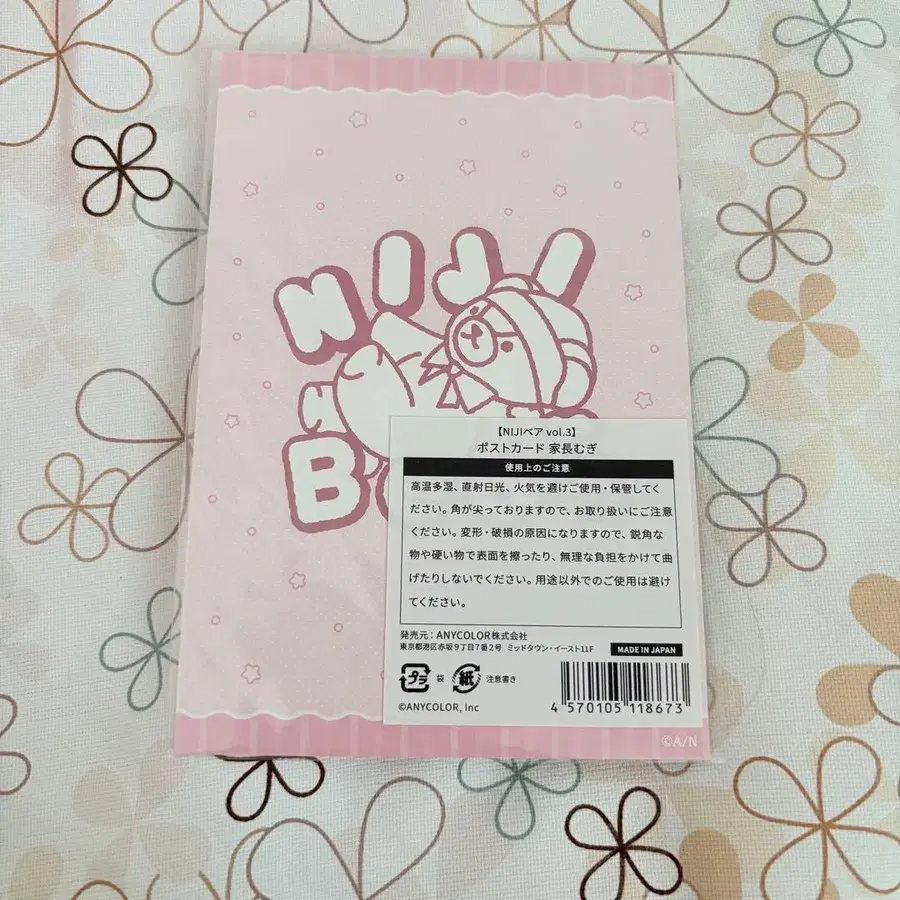 NIJI
B
【NIJIベア vol.3】
ポストカード 家長むぎ
使用上のご注意
高温多湿、直射日光、火気を避けご使用・保管してく
ださい。角が尖っておりますので、お取り扱いにご注意
ください。変形・破損の原因になりますので、鋭角な
物や硬い物で表面を擦ったり、無理な負担をかけて曲
げたりしないでください。用途以外でのご使用は避け
てください。
発売元：ANYCOLOR株式会社
東京都港区赤坂9丁目7番2号 ミッドタウン・イースト11F
MADE IN JAPAN
プラ 袋 紙 注意書き
©ANYCOLOR, Inc
4 570105 118673
©A/N